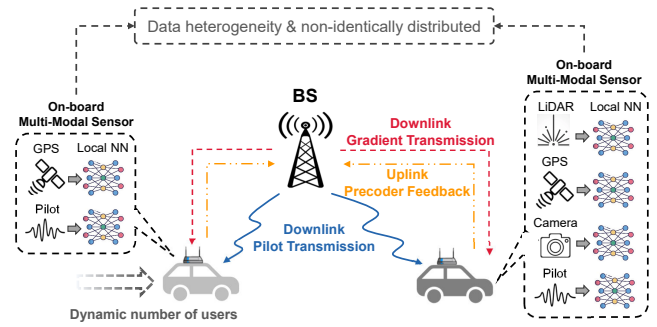 Data heterogeneity & non-identically distributed
On-board
Multi-Modal Sensor
GPS
Local NN
Pilot
BS
Downlink
Gradient Transmission
Uplink
Precoder Feedback
Downlink
Pilot Transmission
Dynamic number of users
On-board
Multi-Modal Sensor
LiDAR
Local NN
GPS
Camera
Pilot